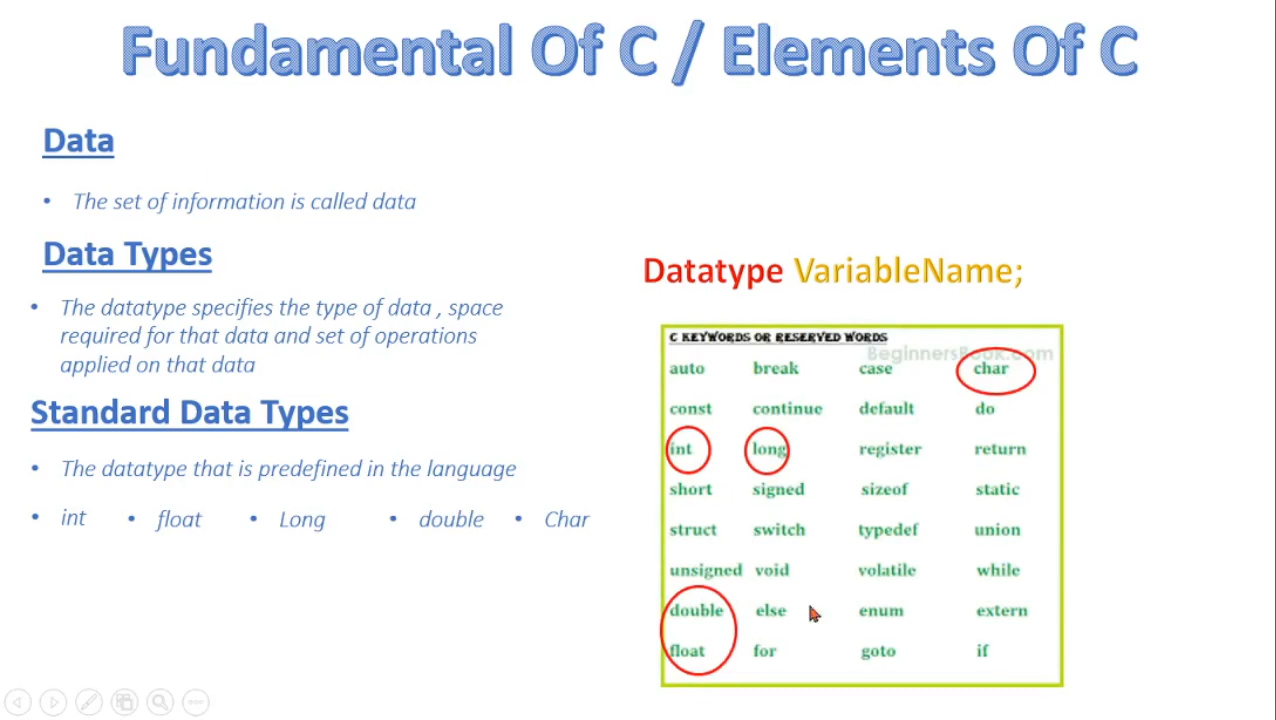 Fundamental Of C / Elements Of C
Data
• The set of information is called data
Data Types
• The datatype specifies the type of data , space
required for that data and set of operations
applied on that data
Standard Data Types
• The datatype that is predefined in the language
• int • float • Long • double • Char
Datatype VariableName;
C KEYWORDS OR RESERVED WORDS
BeginnersBook.com
auto break case char
const continue default do
int long register return
short signed sizeof static
struct switch typedef union
unsigned void volatile while
double else enum extern
float for goto if